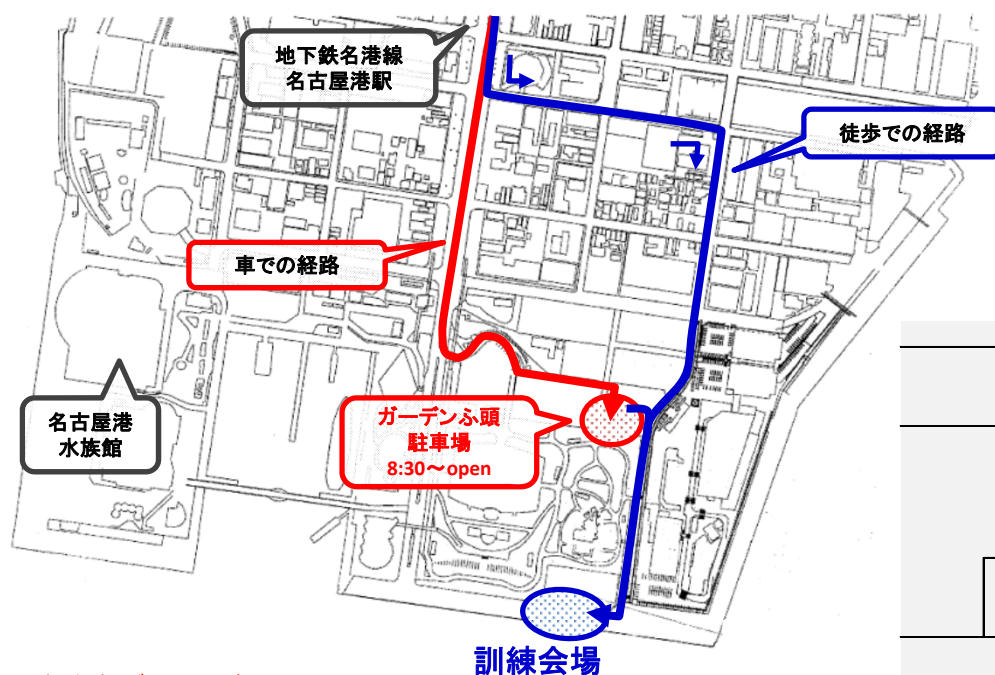 地下鉄名港線
名古屋港駅
徒歩での経路
車での経路
名古屋港
水族館
ガーデンふ頭
駐車場
8:30～open
訓練会場